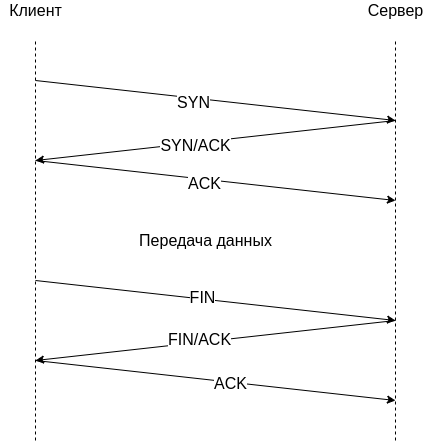 Клиент
Сервер
SYN
SYN/ACK
ACK
Передача данных
FIN
FIN/ACK
ACK